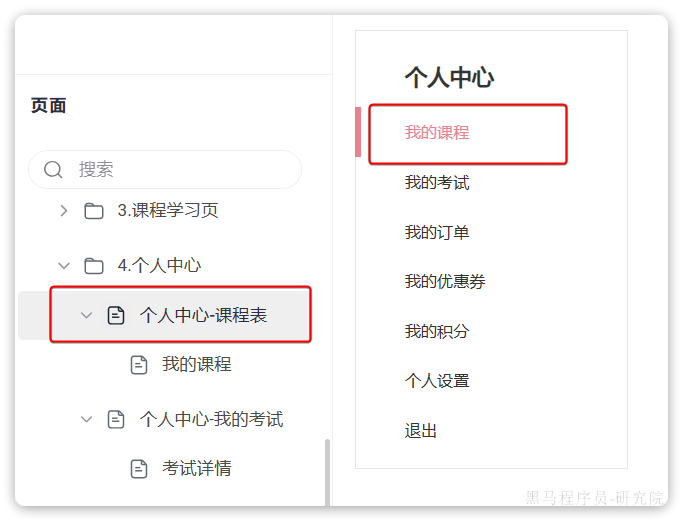 页面
搜索
3.课程学习页
4.个人中心
个人中心-课程表
我的课程
个人中心-我的考试
考试详情
个人中心
我的课程
我的考试
我的订单
我的优惠券
我的积分
个人设置
退出
黑马程序员-研究院